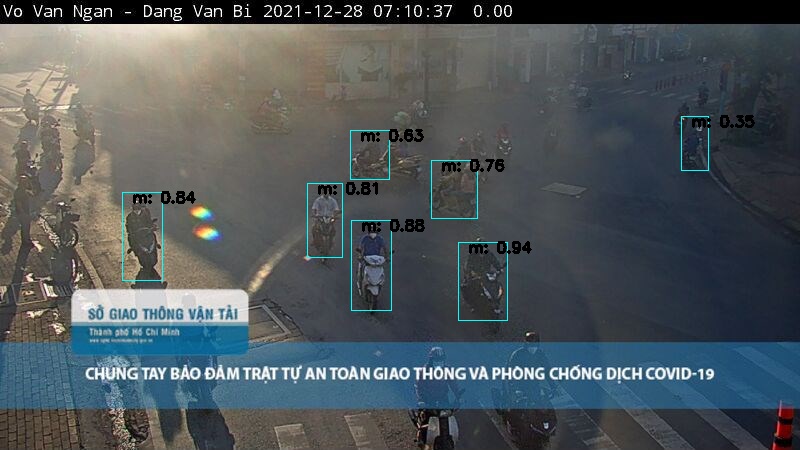 Vo Van Ngan - Dang Van Bi 2021-12-28 07:10:37  0.00
m: 0.35
m: 0.63
m: 0.76
m: 0.81
m: 0.84
m: 0.88
m: 0.94
SỞ GIAO THÔNG VẬN TẢI
Thành phố Hồ Chí Minh
CHUNG TAY BẢO ĐẢM TRẬT TỰ AN TOÀN GIAO THÔNG VÀ PHÒNG CHỐNG DỊCH COVID-19